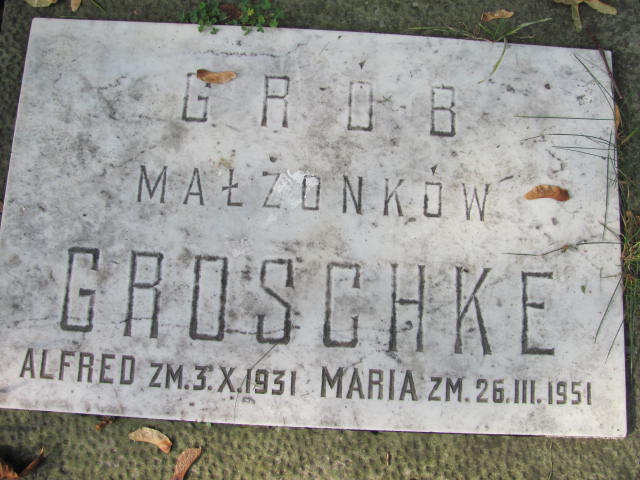 GRÓB
MAŁŻONKÓW
GROSCHKE
ALFRED ZM. 3.X.1931 MARIA ZM. 26.III.1951